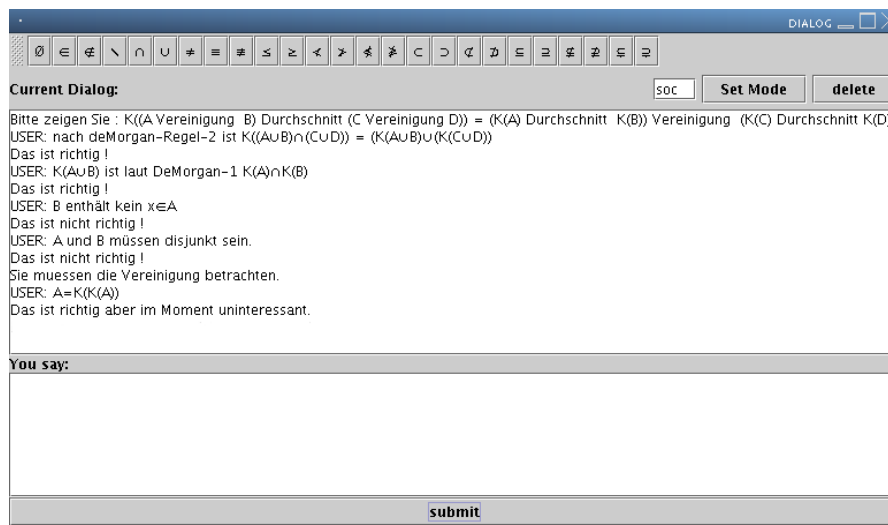 DIALOG
∅ ∈ ∉ \ ∩ ∪ ≠ ≡ ≢ ≤ ≥ ≮ ≯ ≰ ≱ ⊂ ⊃ ⊄ ⊅ ⊆ ⊇ ⊈ ⊉ ⊊ ⊋
Current Dialog: soc Set Mode delete
Bitte zeigen Sie : K((A Vereinigung B) Durchschnitt (C Vereinigung D)) = (K(A) Durchschnitt K(B)) Vereinigung (K(C) Durchschnitt K(D)
USER: nach deMorgan-Regel-2 ist K((A∪B)∩(C∪D)) = (K(A∪B)∪(K(C∪D))
Das ist richtig !
USER: K(A∪B) ist laut DeMorgan-1 K(A)∩K(B)
Das ist richtig !
USER: B enthält kein x∈A
Das ist nicht richtig !
USER: A und B müssen disjunkt sein.
Das ist nicht richtig !
Sie muessen die Vereinigung betrachten.
USER: A=K(K(A))
Das ist richtig aber im Moment uninteressant.
You say:
submit